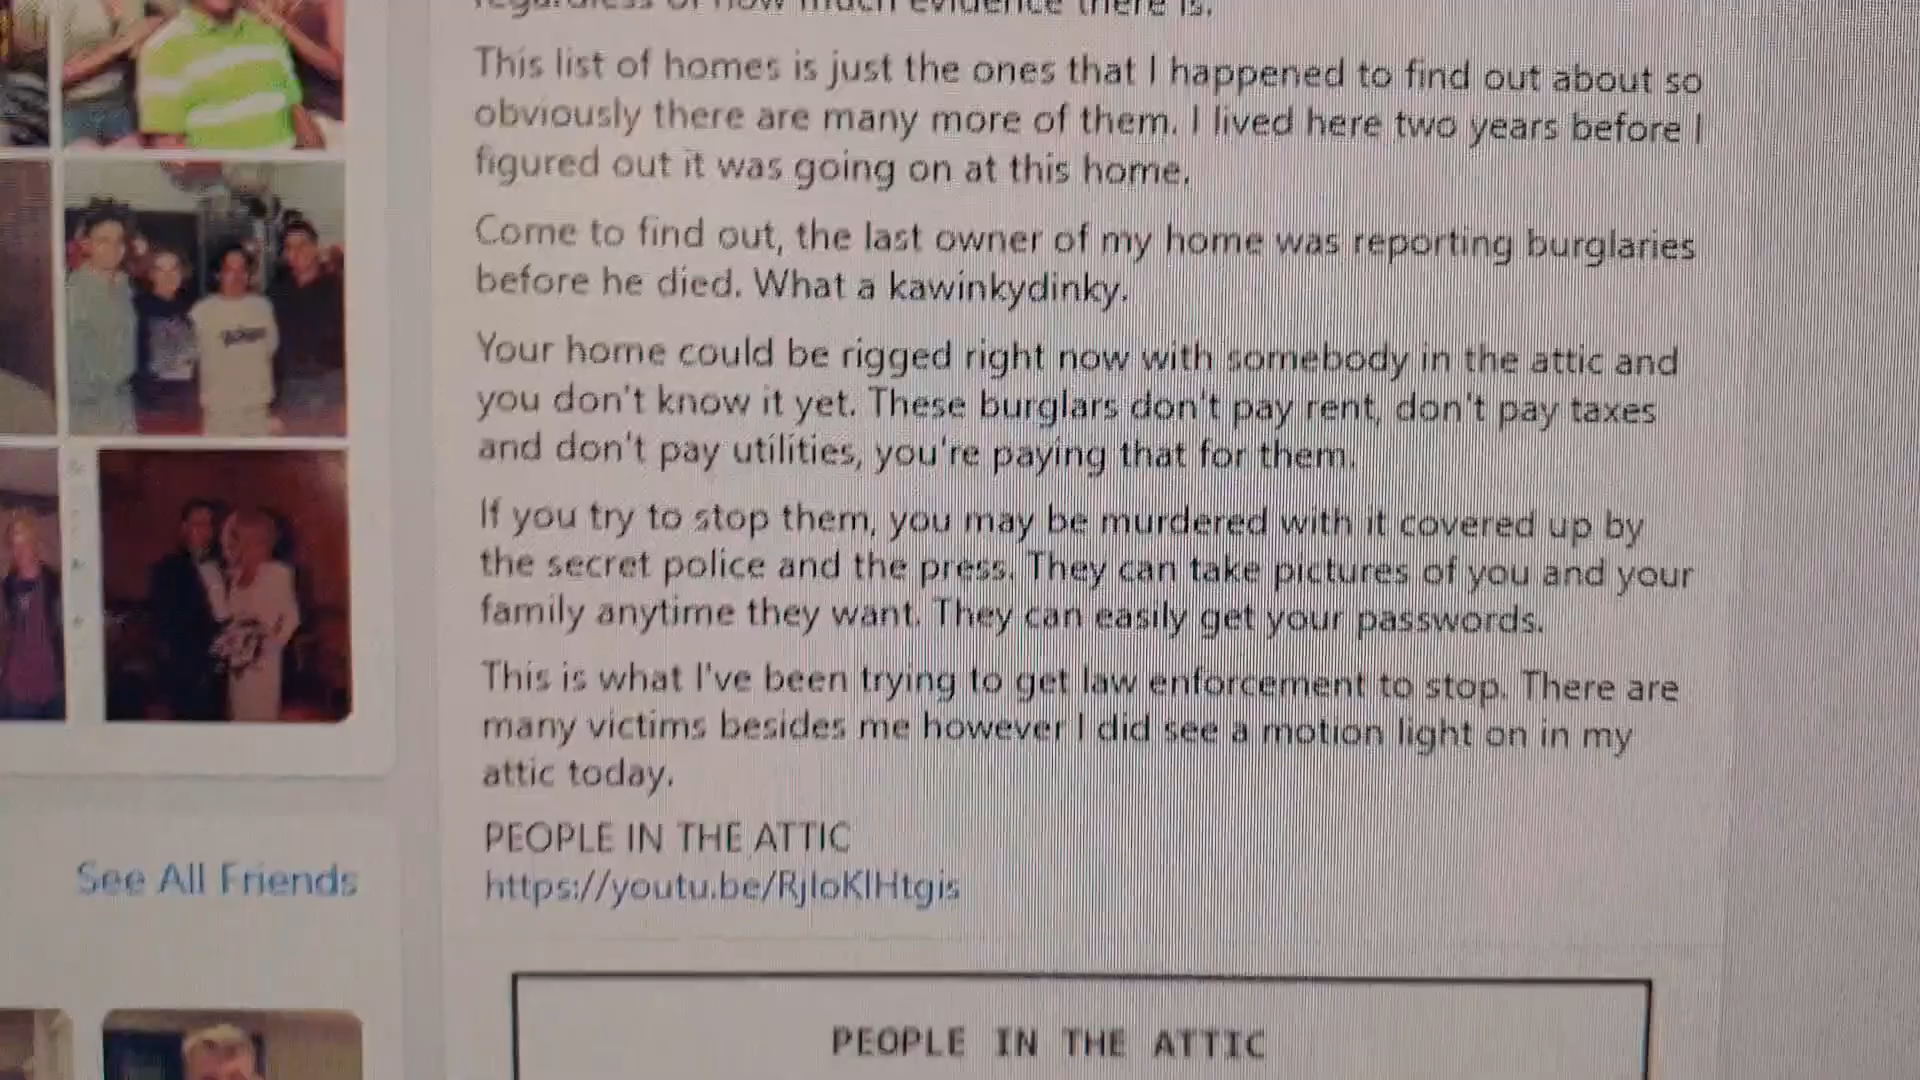 regardless of how much evidence there is.
This list of homes is just the ones that I happened to find out about so
obviously there are many more of them. I lived here two years before I
figured out it was going on at this home.
Come to find out, the last owner of my home was reporting burglaries
before he died. What a kawinkydinky.
Your home could be rigged right now with somebody in the attic and
you don't know it yet. These burglars don't pay rent, don't pay taxes
and don't pay utilities, you're paying that for them.
If you try to stop them, you may be murdered with it covered up by
the secret police and the press. They can take pictures of you and your
family anytime they want. They can easily get your passwords.
This is what I've been trying to get law enforcement to stop. There are
many victims besides me however I did see a motion light on in my
attic today.
PEOPLE IN THE ATTIC
https://youtu.be/RjIoKIHtgis
See All Friends
PEOPLE IN THE ATTIC